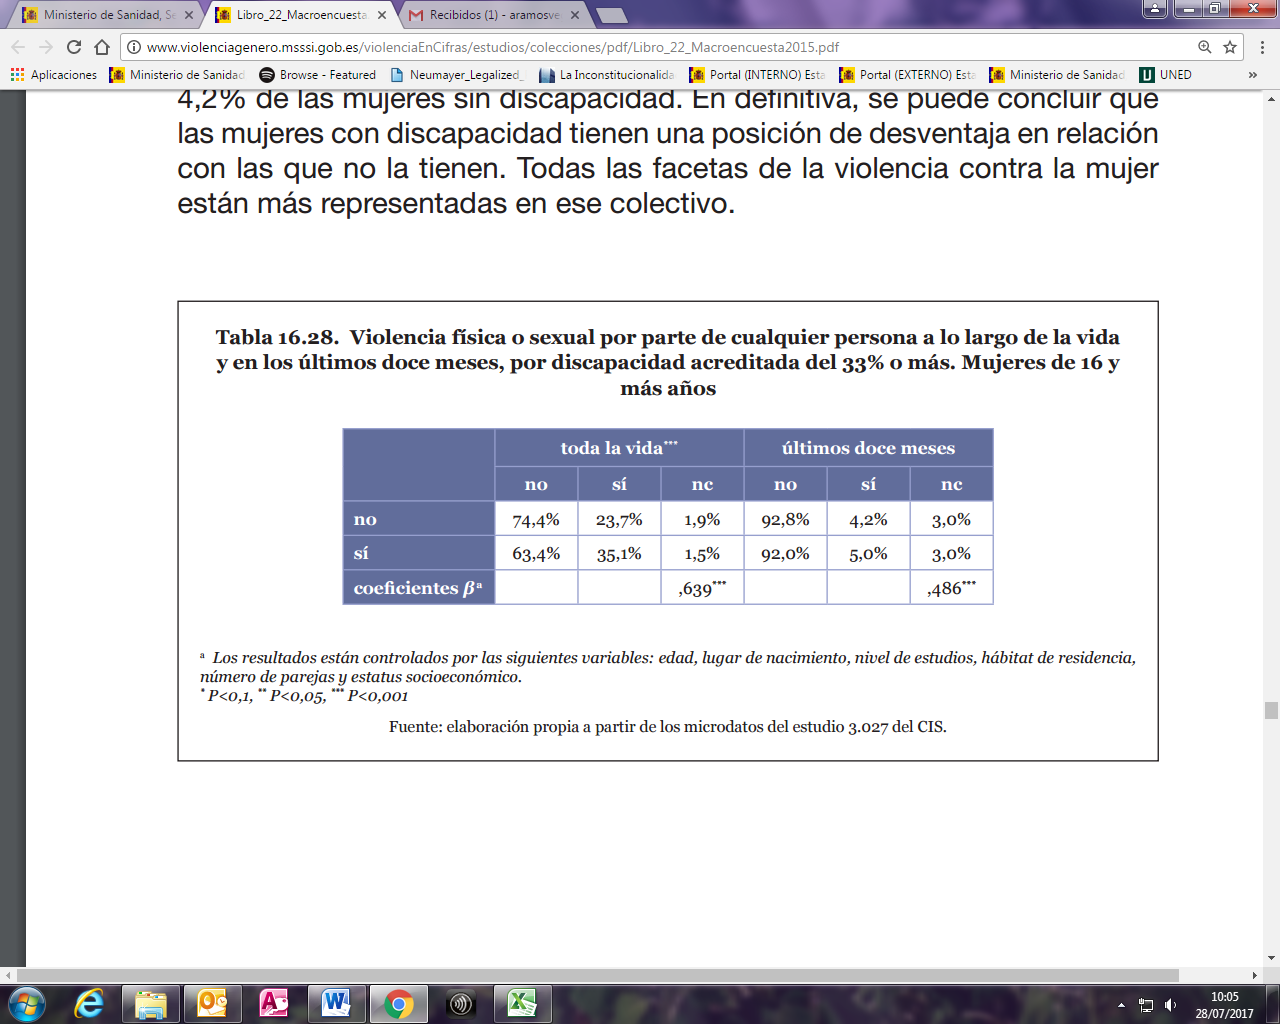 Ministerio de Sanidad, Se
Libro_22_Macroencuesta
Recibidos (1) - aramosve
www.violenciagenero.msssi.gob.es/violenciaEnCifras/estudios/colecciones/pdf/Libro_22_Macroencuesta2015.pdf
Aplicaciones Ministerio de Sanidad Browse - Featured Neumayer_Legalized_ La Inconstitucionalida Portal (INTERNO) Esta Portal (EXTERNO) Esta Ministerio de Sanidad UNED »
4,2% de las mujeres sin discapacidad. En definitiva, se puede concluir que
las mujeres con discapacidad tienen una posición de desventaja en relación
con las que no la tienen. Todas las facetas de la violencia contra la mujer
están más representadas en ese colectivo.
Tabla 16.28. Violencia física o sexual por parte de cualquier persona a lo largo de la vida
y en los últimos doce meses, por discapacidad acreditada del 33% o más. Mujeres de 16 y
más años
toda la vida*** últimos doce meses
no sí nc no sí nc
no 74,4% 23,7% 1,9% 92,8% 4,2% 3,0%
sí 63,4% 35,1% 1,5% 92,0% 5,0% 3,0%
coeficientes β a ,639*** ,486***
a Los resultados están controlados por las siguientes variables: edad, lugar de nacimiento, nivel de estudios, hábitat de residencia,
número de parejas y estatus socioeconómico.
* P<0,1, ** P<0,05, *** P<0,001
Fuente: elaboración propia a partir de los microdatos del estudio 3.027 del CIS.
10:05
28/07/2017